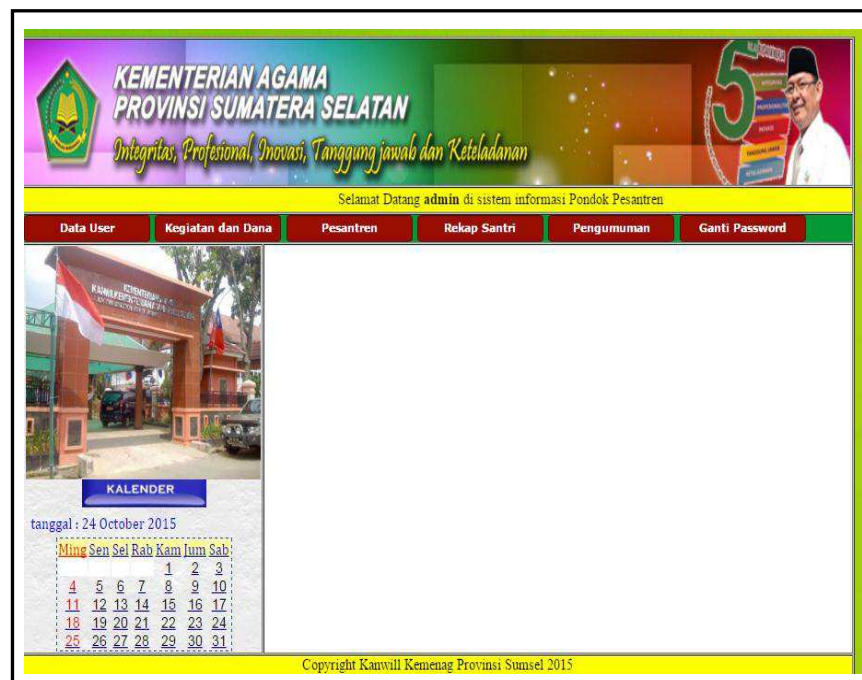 KEMENTERIAN AGAMA
PROVINSI SUMATERA SELATAN
Integritas, Profesional, Inovasi, Tanggung jawab dan Keteladanan
5
Selamat Datang admin di sistem informasi Pondok Pesantren
Data User Kegiatan dan Dana Pesantren Rekap Santri Pengumuman Ganti Password
KALENDER
tanggal : 24 October 2015
Ming Sen Sel Rab Kam Jum Sab
1 2 3
4 5 6 7 8 9 10
11 12 13 14 15 16 17
18 19 20 21 22 23 24
25 26 27 28 29 30 31
Copyright Kanwill Kemenag Provinsi Sumsel 2015